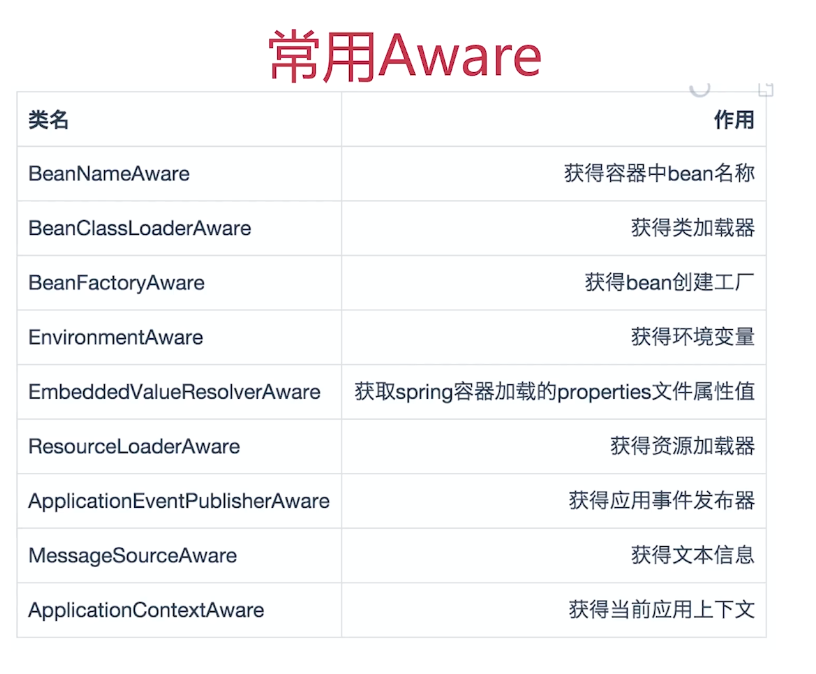 常用Aware
类名 作用
BeanNameAware 获得容器中bean名称
BeanClassLoaderAware 获得类加载器
BeanFactoryAware 获得bean创建工厂
EnvironmentAware 获得环境变量
EmbeddedValueResolverAware 获取spring容器加载的properties文件属性值
ResourceLoaderAware 获得资源加载器
ApplicationEventPublisherAware 获得应用事件发布器
MessageSourceAware 获得文本信息
ApplicationContextAware 获得当前应用上下文